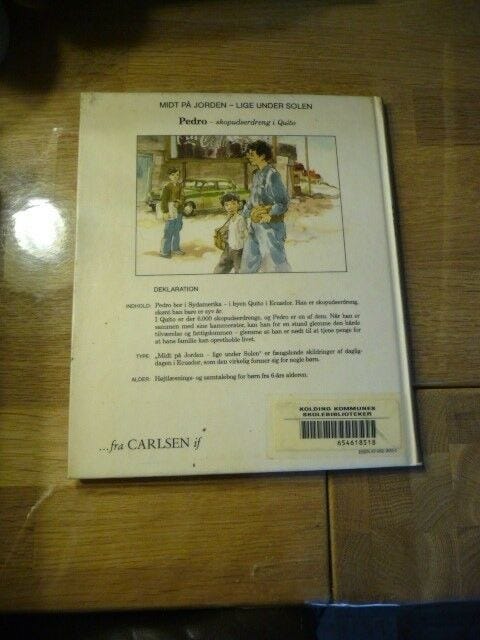 MIDT PÅ JORDEN – LIGE UNDER SOLEN
Pedro – skopudserdreng i Quito
DEKLARATION
INDHOLD: Pedro bor i Sydamerika – i byen Quito i Ecuador. Han er skopudserdreng,
skønt han bare er syv år.
I Quito er der 6.000 skopudserdrenge, og Pedro er en af dem. Når han er
sammen med sine kammerater, kan han for en stund glemme den hårde
tilværelse og fattigdommen – glemme at han er nødt til at tjene penge for
at hans familie kan opretholde livet.
TYPE: „Midt på Jorden – lige under Solen" er fængslende skildringer af daglig-
dagen i Ecuador, som den virkelig former sig for nogle børn.
ALDER: Højtlæsnings- og samtalebog for børn fra 6-års alderen.
KOLDING KOMMUNES
SKOLEBIBLIOTEKER
654618518
...fra CARLSEN if
ISBN